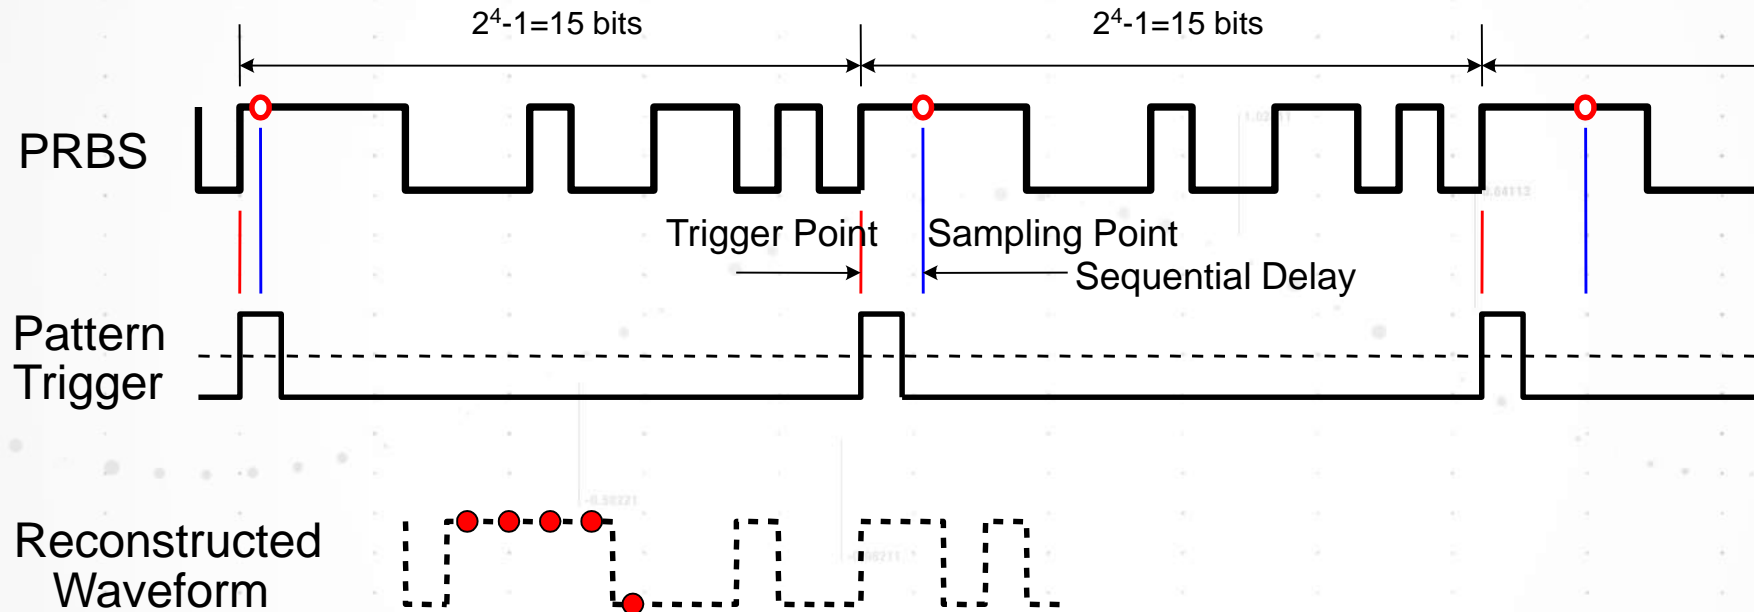 2⁴-1=15 bits
2⁴-1=15 bits
PRBS
Trigger Point
Sampling Point
Sequential Delay
Pattern
Trigger
Reconstructed
Waveform